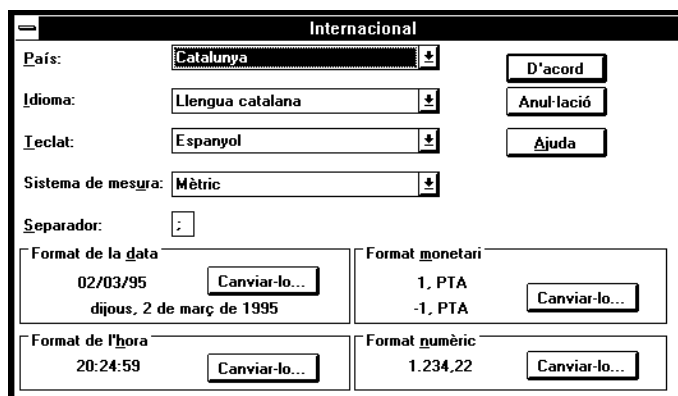 Internacional
País: Catalunya D'acord
Idioma: Llengua catalana Anul·lació
Teclat: Espanyol Ajuda
Sistema de mesura: Mètric
Separador: ;
Format de la data Format monetari
02/03/95 Canviar-lo... 1, PTA
dijous, 2 de març de 1995 -1, PTA Canviar-lo...
Format de l'hora Format numèric
20:24:59 Canviar-lo... 1.234,22 Canviar-lo...